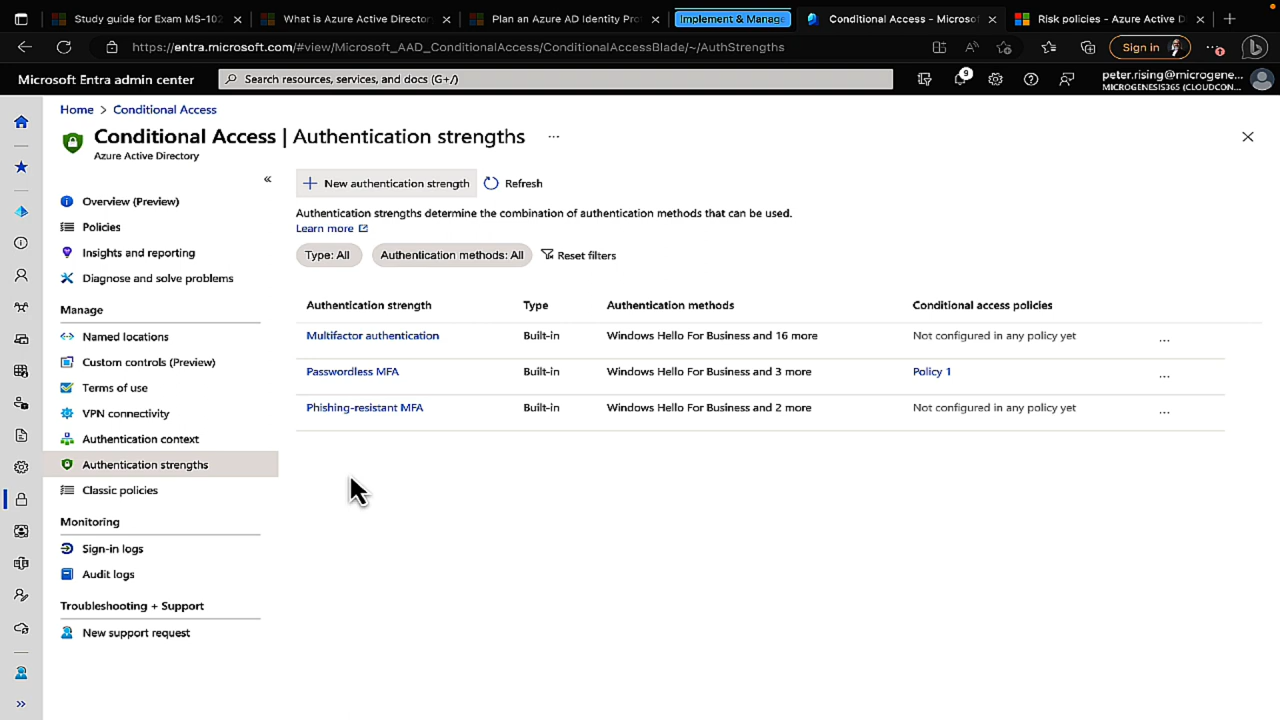 Study guide for Exam MS-102
What is Azure Active Director
Plan an Azure AD Identity Pro
Implement & Manage
Conditional Access - Microsof
Risk policies - Azure Active D
https://entra.microsoft.com/#view/Microsoft_AAD_ConditionalAccess/ConditionalAccessBlade/~/AuthStrengths
Sign in
Microsoft Entra admin center
Search resources, services, and docs (G+/)
9
peter.rising@microgene...
MICROGENESIS365 (CLOUDCON...
Home > Conditional Access
Conditional Access | Authentication strengths ...
Azure Active Directory
«
Overview (Preview)
Policies
Insights and reporting
Diagnose and solve problems
Manage
Named locations
Custom controls (Preview)
Terms of use
VPN connectivity
Authentication context
Authentication strengths
Classic policies
Monitoring
Sign-in logs
Audit logs
Troubleshooting + Support
New support request
New authentication strength
Refresh
Authentication strengths determine the combination of authentication methods that can be used.
Learn more
Type: All
Authentication methods: All
Reset filters
Authentication strength Type Authentication methods Conditional access policies
Multifactor authentication Built-in Windows Hello For Business and 16 more Not configured in any policy yet ...
Passwordless MFA Built-in Windows Hello For Business and 3 more Policy 1 ...
Phishing-resistant MFA Built-in Windows Hello For Business and 2 more Not configured in any policy yet ...
»